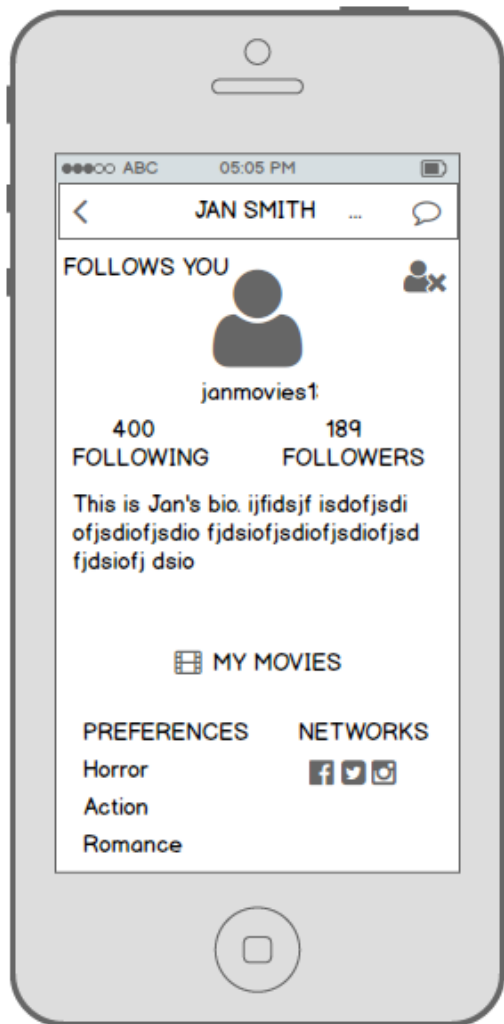 ABC 05:05 PM
JAN SMITH ...
FOLLOWS YOU
janmovies1
400 189
FOLLOWING FOLLOWERS
This is Jan's bio. ijfidsjf isdofjsdi
ofjsdiofjsdio fjdsiofjsdiofjsdiofjsd
fjdsiofj dsio
MY MOVIES
PREFERENCES NETWORKS
Horror
Action
Romance